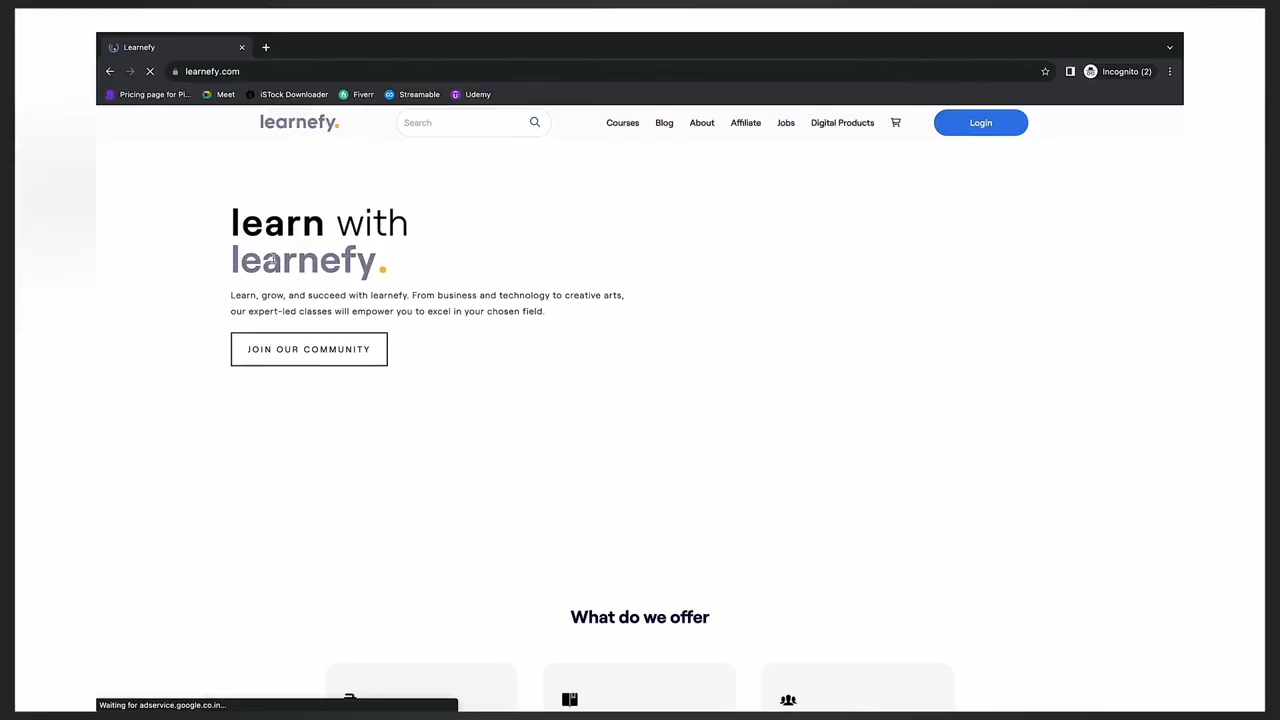 Learnefy
learnefy.com
Incognito (2)
Pricing page for Pi... Meet iSTock Downloader Fiverr Streamable Udemy
learnefy. Search Courses Blog About Affiliate Jobs Digital Products Login
learn with
learnefy.
Learn, grow, and succeed with learnefy. From business and technology to creative arts,
our expert-led classes will empower you to excel in your chosen field.
JOIN OUR COMMUNITY
What do we offer
Waiting for adservice.google.co.in...